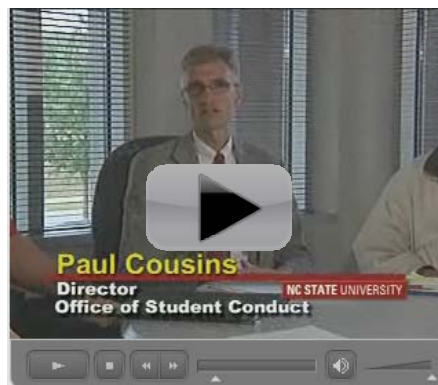 Paul Cousins
Director
NC STATE UNIVERSITY
Office of Student Conduct